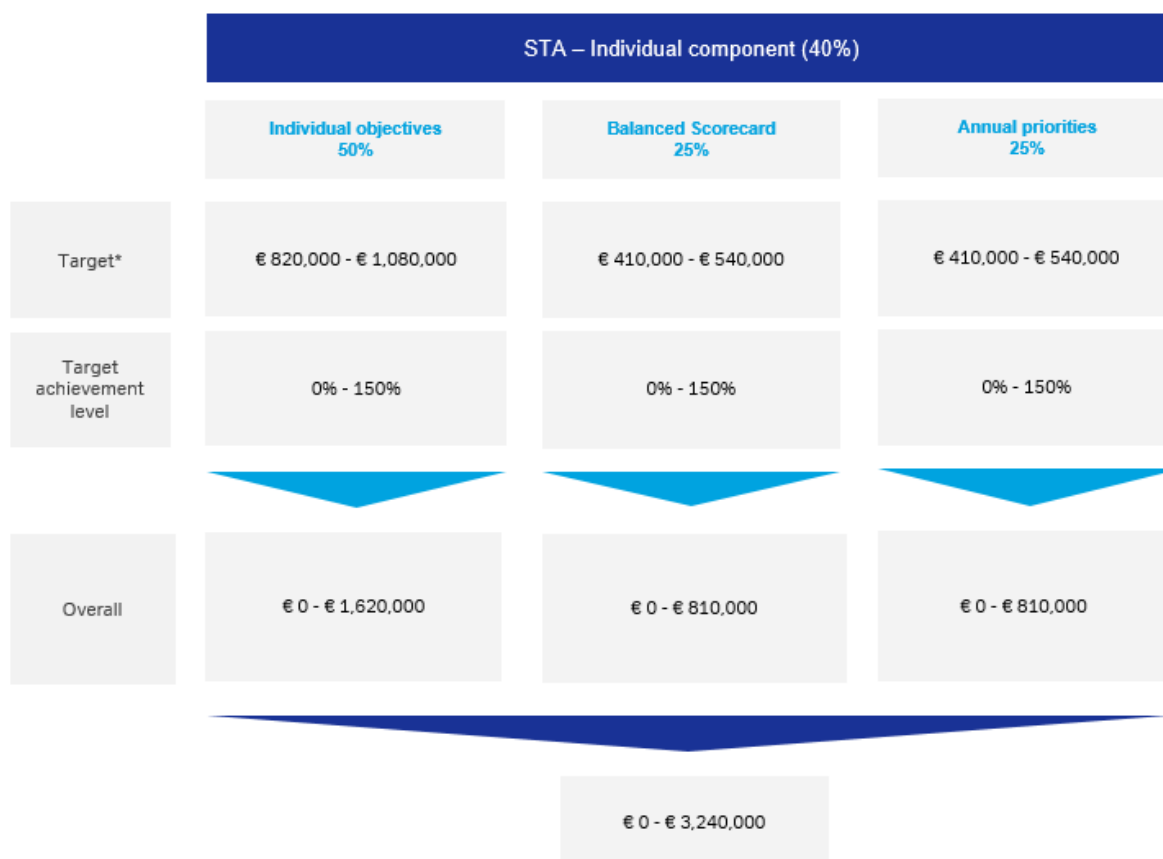 STA – Individual component (40%)
Individual objectives
50%
Balanced Scorecard
25%
Annual priorities
25%
Target*
€ 820,000 - € 1,080,000
€ 410,000 - € 540,000
€ 410,000 - € 540,000
Target
achievement
level
0% - 150%
0% - 150%
0% - 150%
Overall
€ 0 - € 1,620,000
€ 0 - € 810,000
€ 0 - € 810,000
€ 0 - € 3,240,000